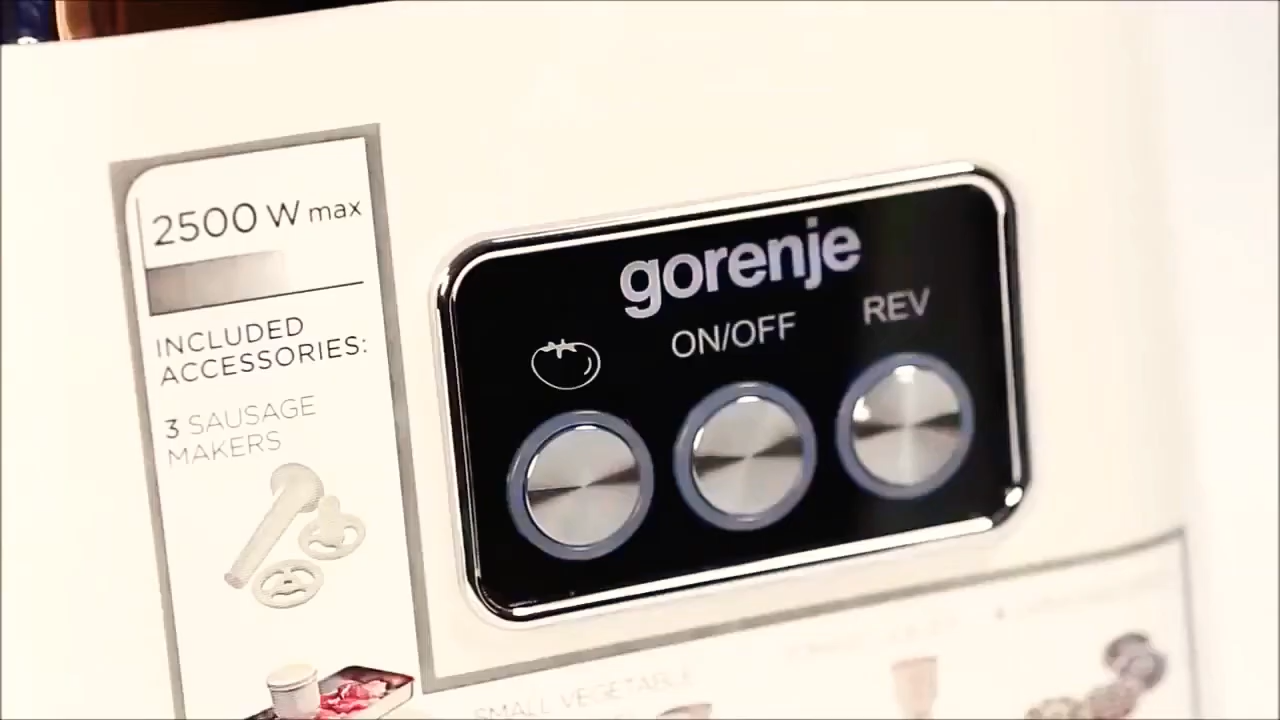 2500 W max
INCLUDED
ACCESSORIES:
3 SAUSAGE
MAKERS
gorenje
ON/OFF
REV
SMALL VEGETABLE